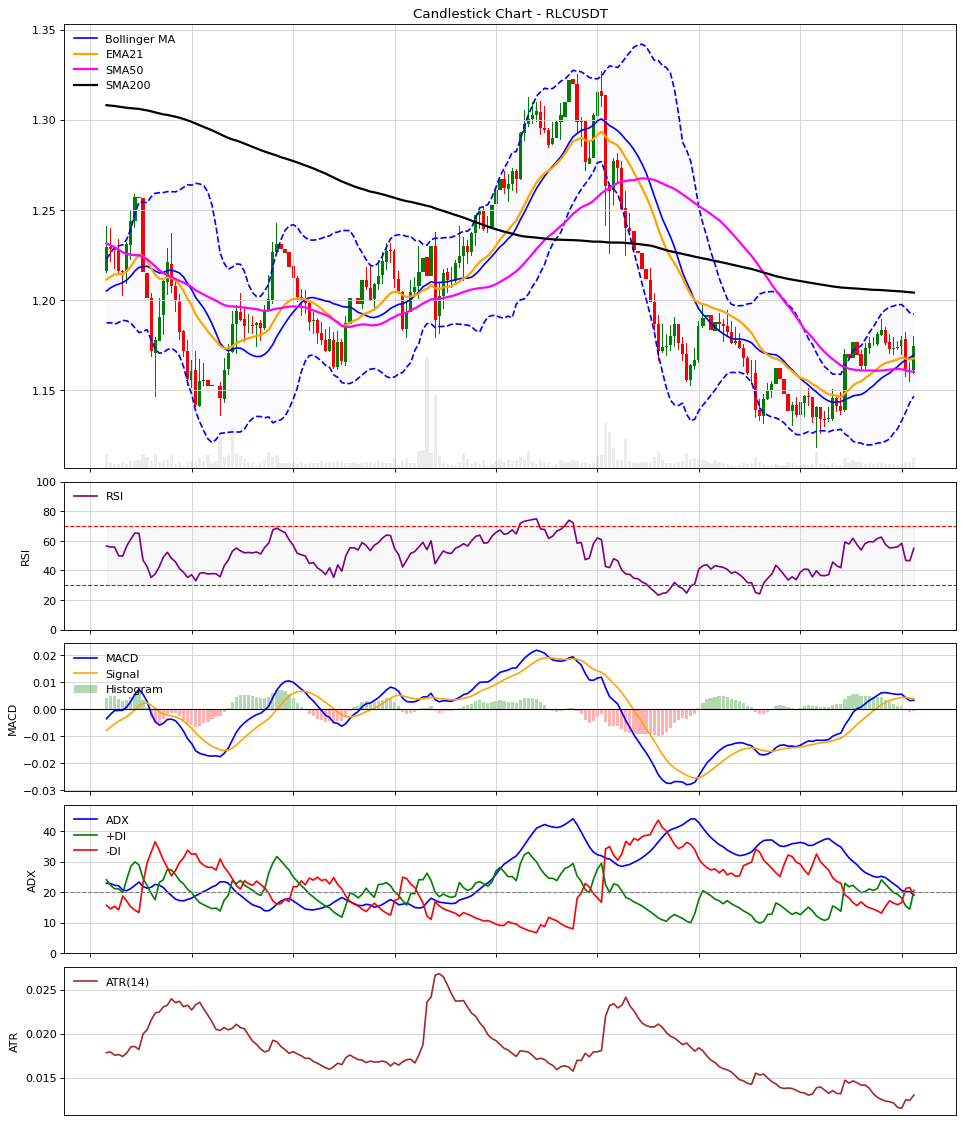 Candlestick Chart - RLCUSDT
1.35
1.30
1.25
1.20
1.15
Bollinger MA
EMA21
SMA50
SMA200
100
80
60
40
20
0
RSI
RSI
0.02
0.01
0.00
−0.01
−0.02
−0.03
MACD
MACD
Signal
Histogram
40
30
20
10
0
ADX
ADX
+DI
-DI
0.025
0.020
0.015
ATR
ATR(14)